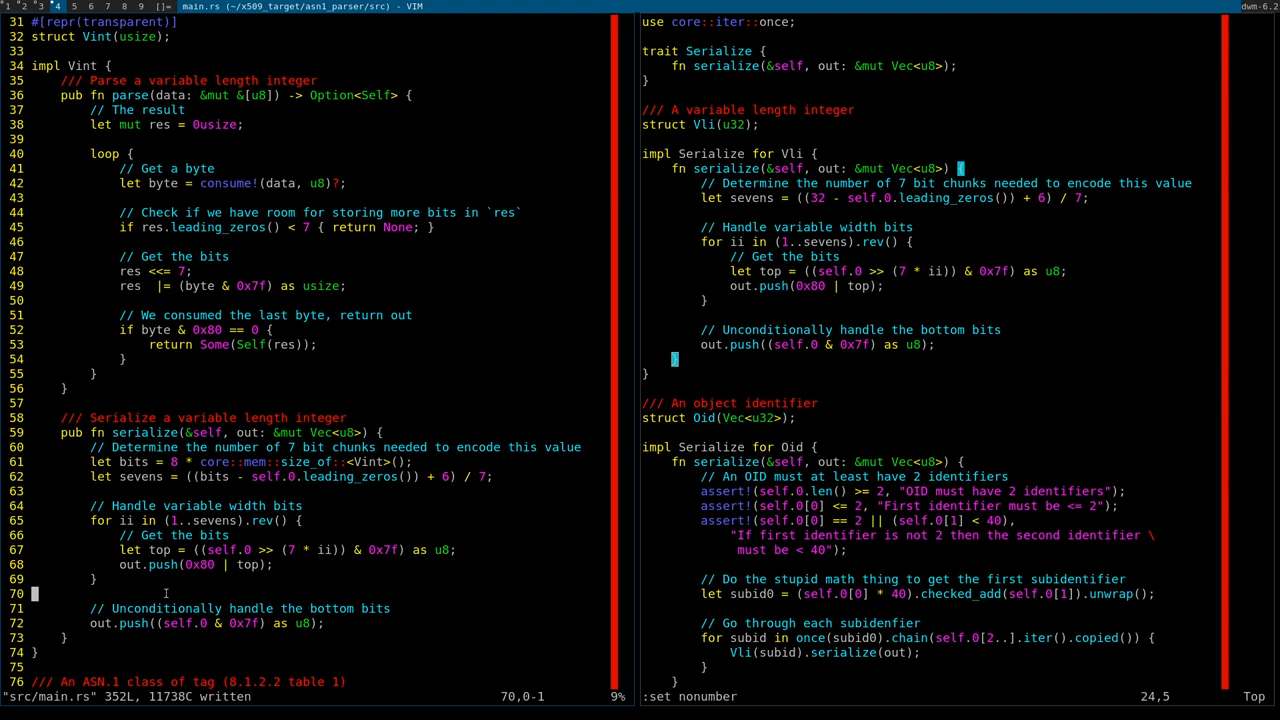 1 2 3 4 5 6 7 8 9 []= main.rs (~/x509_target/asn1_parser/src) - VIM dwm-6.2
31 #[repr(transparent)]
32 struct Vint(usize);
33
34 impl Vint {
35     /// Parse a variable length integer
36     pub fn parse(data: &mut &[u8]) -> Option<Self> {
37         // The result
38         let mut res = 0usize;
39
40         loop {
41             // Get a byte
42             let byte = consume!(data, u8)?;
43
44             // Check if we have room for storing more bits in `res`
45             if res.leading_zeros() < 7 { return None; }
46
47             // Get the bits
48             res <<= 7;
49             res  |= (byte & 0x7f) as usize;
50
51             // We consumed the last byte, return out
52             if byte & 0x80 == 0 {
53                 return Some(Self(res));
54             }
55         }
56     }
57
58     /// Serialize a variable length integer
59     pub fn serialize(&self, out: &mut Vec<u8>) {
60         // Determine the number of 7 bit chunks needed to encode this value
61         let bits = 8 * core::mem::size_of::<Vint>();
62         let sevens = ((bits - self.0.leading_zeros()) + 6) / 7;
63
64         // Handle variable width bits
65         for ii in (1..sevens).rev() {
66             // Get the bits
67             let top = ((self.0 >> (7 * ii)) & 0x7f) as u8;
68             out.push(0x80 | top);
69         }
70
71         // Unconditionally handle the bottom bits
72         out.push((self.0 & 0x7f) as u8);
73     }
74 }
75
76 /// An ASN.1 class of tag (8.1.2.2 table 1)
"src/main.rs" 352L, 11738C written 70,0-1 9%
use core::iter::once;

trait Serialize {
    fn serialize(&self, out: &mut Vec<u8>);
}

/// A variable length integer
struct Vli(u32);

impl Serialize for Vli {
    fn serialize(&self, out: &mut Vec<u8>) {
        // Determine the number of 7 bit chunks needed to encode this value
        let sevens = ((32 - self.0.leading_zeros()) + 6) / 7;

        // Handle variable width bits
        for ii in (1..sevens).rev() {
            // Get the bits
            let top = ((self.0 >> (7 * ii)) & 0x7f) as u8;
            out.push(0x80 | top);
        }

        // Unconditionally handle the bottom bits
        out.push((self.0 & 0x7f) as u8);
    }
}

/// An object identifier
struct Oid(Vec<u32>);

impl Serialize for Oid {
    fn serialize(&self, out: &mut Vec<u8>) {
        // An OID must at least have 2 identifiers
        assert!(self.0.len() >= 2, "OID must have 2 identifiers");
        assert!(self.0[0] <= 2, "First identifier must be <= 2");
        assert!(self.0[0] == 2 || (self.0[1] < 40),
            "If first identifier is not 2 then the second identifier \
             must be < 40");

        // Do the stupid math thing to get the first subidentifier
        let subid0 = (self.0[0] * 40).checked_add(self.0[1]).unwrap();

        // Go through each subidenfier
        for subid in once(subid0).chain(self.0[2..].iter().copied()) {
            Vli(subid).serialize(out);
        }
    }
:set nonumber 24,5 Top